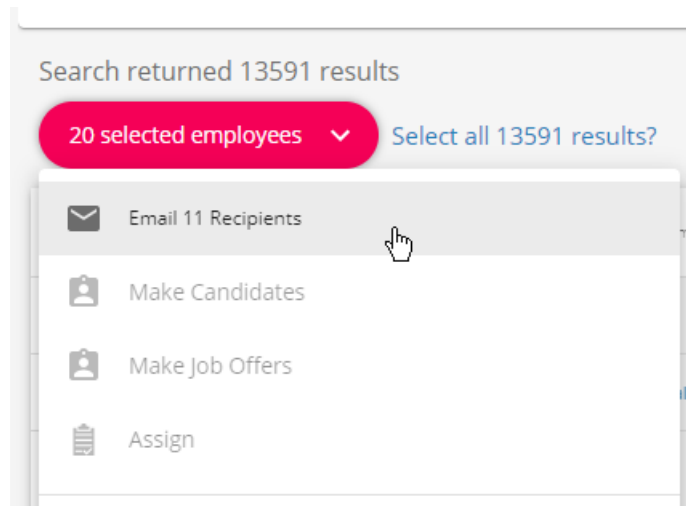 Search returned 13591 results
20 selected employees
Select all 13591 results?
Email 11 Recipients
Make Candidates
Make Job Offers
Assign